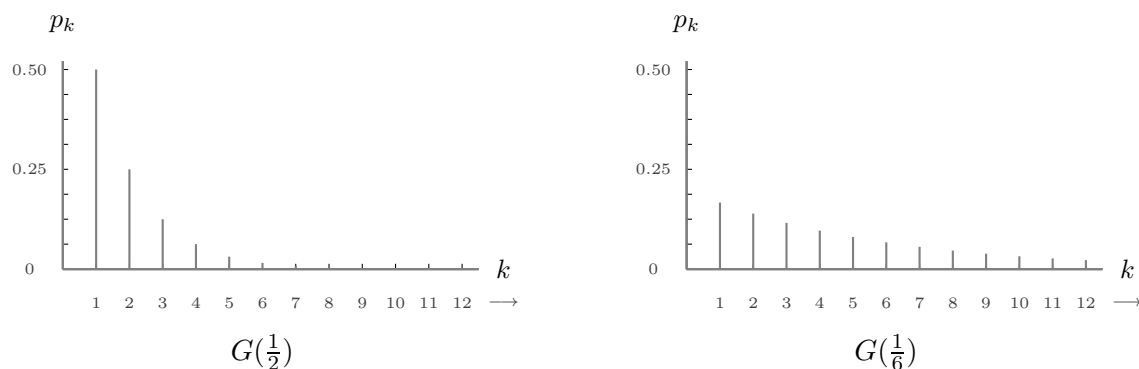 p_k p_k
0.50 0.50
0.25 0.25
0 k 0 k
1 2 3 4 5 6 7 8 9 10 11 12 → 1 2 3 4 5 6 7 8 9 10 11 12 →
G(1/2) G(1/6)